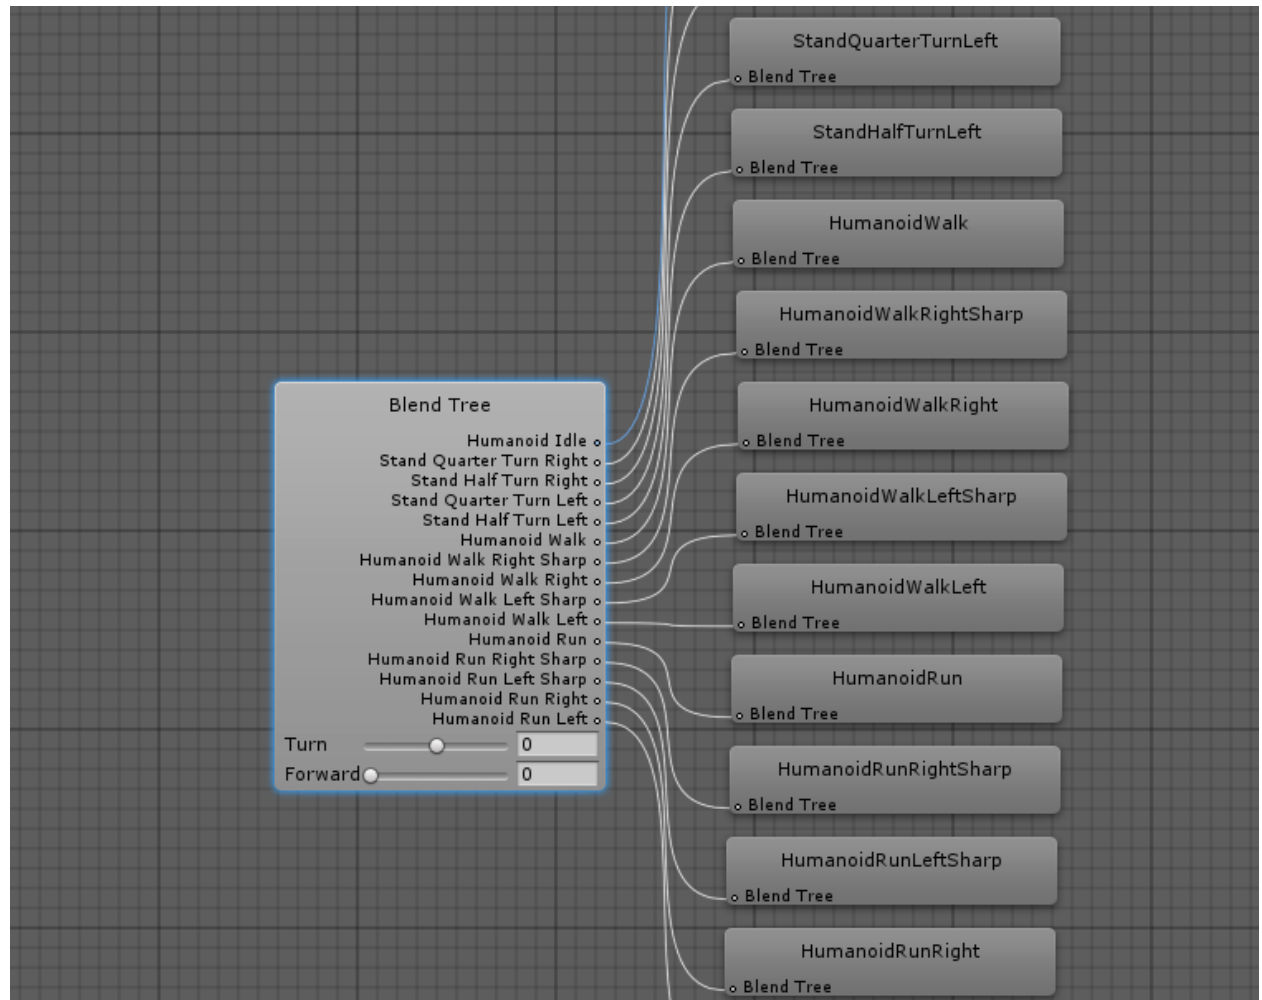 Blend Tree
Humanoid Idle
Stand Quarter Turn Right
Stand Half Turn Right
Stand Quarter Turn Left
Stand Half Turn Left
Humanoid Walk
Humanoid Walk Right Sharp
Humanoid Walk Right
Humanoid Walk Left Sharp
Humanoid Walk Left
Humanoid Run
Humanoid Run Right Sharp
Humanoid Run Left Sharp
Humanoid Run Right
Humanoid Run Left
Turn 0
Forward 0
StandQuarterTurnLeft
Blend Tree
StandHalfTurnLeft
Blend Tree
HumanoidWalk
Blend Tree
HumanoidWalkRightSharp
Blend Tree
HumanoidWalkRight
Blend Tree
HumanoidWalkLeftSharp
Blend Tree
HumanoidWalkLeft
Blend Tree
HumanoidRun
Blend Tree
HumanoidRunRightSharp
Blend Tree
HumanoidRunLeftSharp
Blend Tree
HumanoidRunRight
Blend Tree